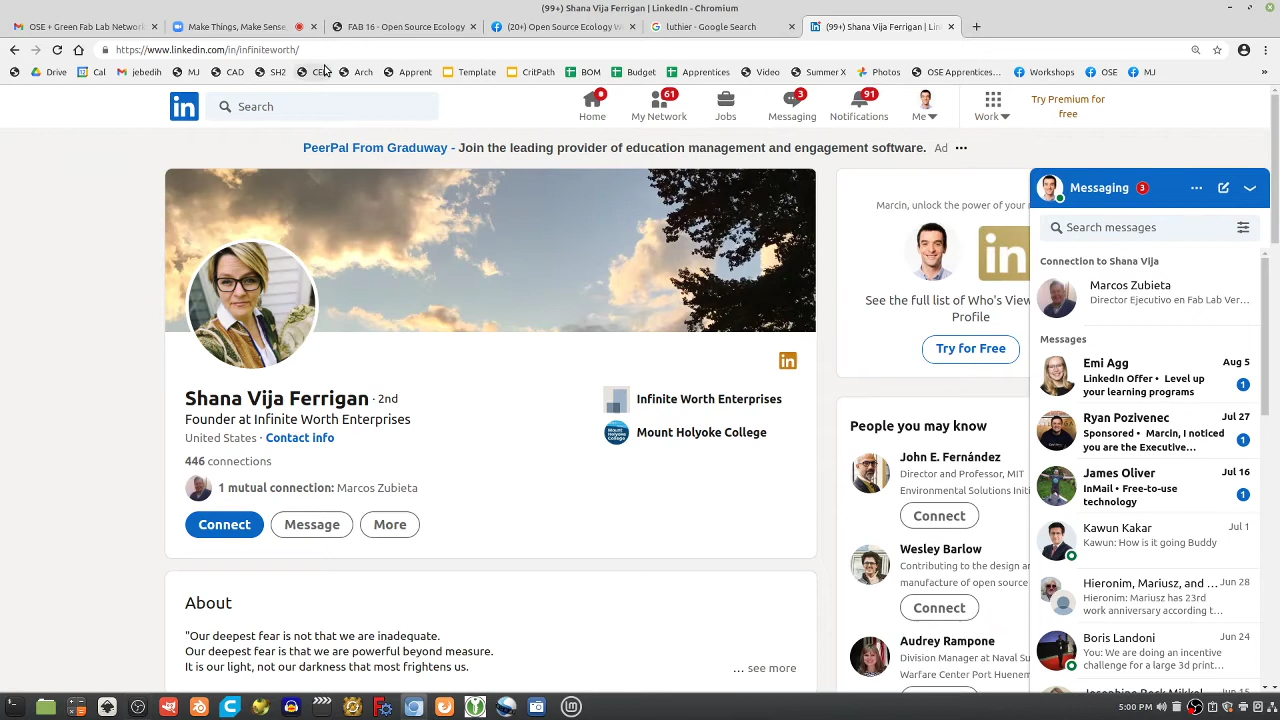 (99+) Shana Vija Ferrigan | LinkedIn - Chromium
OSE + Green Fab Lab Network
Make Things, Make Sense
FAB 16 - Open Source Ecology
(20+) Open Source Ecology W
luthier - Google Search
(99+) Shana Vija Ferrigan | Lin
https://www.linkedin.com/in/infiniteworth/
Drive
Cal
jebedit
MJ
CAD
SH2
CEB
Arch
Apprent
Template
CritPath
BOM
Budget
Apprentices
Video
Summer X
Photos
OSE Apprentices...
Workshops
OSE
MJ
»
in
Search
Home
61
My Network
Jobs
3
Messaging
91
Notifications
Me
Work
Try Premium for
free
PeerPal From Graduway - Join the leading provider of education management and engagement software. Ad •••
Shana Vija Ferrigan · 2nd
Founder at Infinite Worth Enterprises
United States · Contact info
446 connections
1 mutual connection: Marcos Zubieta
Connect
Message
More
in
Infinite Worth Enterprises
Mount Holyoke College
About
"Our deepest fear is not that we are inadequate.
Our deepest fear is that we are powerful beyond measure.
It is our light, not our darkness that most frightens us.
... see more
Marcin, unlock the power of your
in
See the full list of Who's View
Profile
Try for Free
People you may know
John E. Fernández
Director and Professor, MIT
Environmental Solutions Initi
Connect
Wesley Barlow
Contributing to the design an
manufacture of open source
Connect
Audrey Rampone
Division Manager at Naval Su
Warfare Center Port Huenem
Messaging 3
Search messages
Connection to Shana Vija
Marcos Zubieta
Director Ejecutivo en Fab Lab Ver...
Messages
Emi Agg
Aug 5
LinkedIn Offer • Level up
your learning programs
1
Ryan Pozivenec
Jul 27
Sponsored • Marcin, I noticed
you are the Executive...
1
James Oliver
Jul 16
InMail • Free-to-use
technology
1
Kawun Kakar
Jul 1
Kawun: How is it going Buddy
Hieronim, Mariusz, and ...
Jun 28
Hieronim: Mariusz has 23rd
work anniversary according t...
Boris Landoni
Jun 24
You: We are doing an incentive
challenge for a large 3d print...
5:00 PM